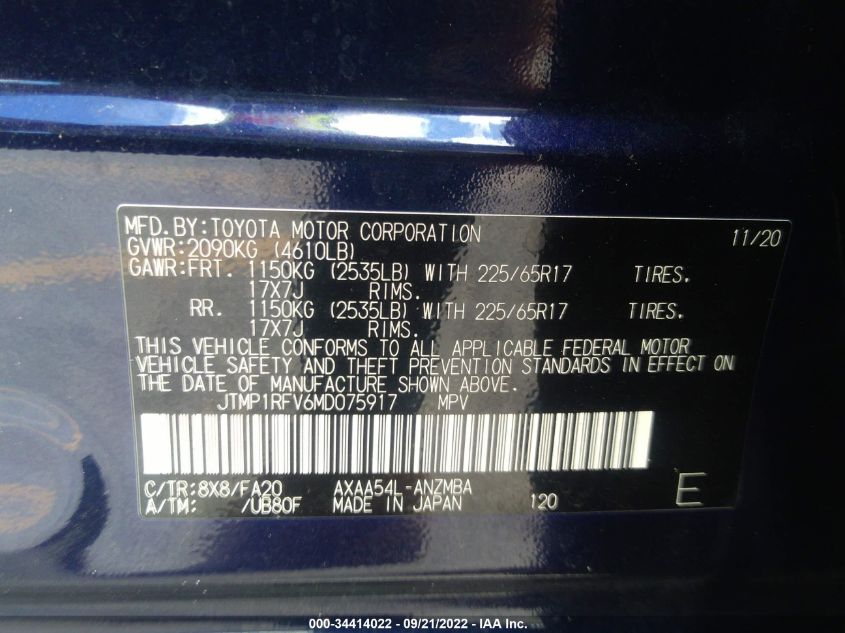 MFD.BY:TOYOTA MOTOR CORPORATION 11/20
GVWR:2090KG (4610LB)
GAWR:FRT. 1150KG (2535LB) WITH 225/65R17 TIRES.
17X7J RIMS.
RR. 1150KG (2535LB) WITH 225/65R17 TIRES.
17X7J RIMS.
THIS VEHICLE CONFORMS TO ALL APPLICABLE FEDERAL MOTOR
VEHICLE SAFETY AND THEFT PREVENTION STANDARDS IN EFFECT ON
THE DATE OF MANUFACTURE SHOWN ABOVE.
JTMP1RFV6MD075917 MPV
C/TR:8X8/FA20 AXAA54L-ANZMBA
A/TM: /UB80F MADE IN JAPAN 120 E
000-34414022 - 09/21/2022 - IAA Inc.